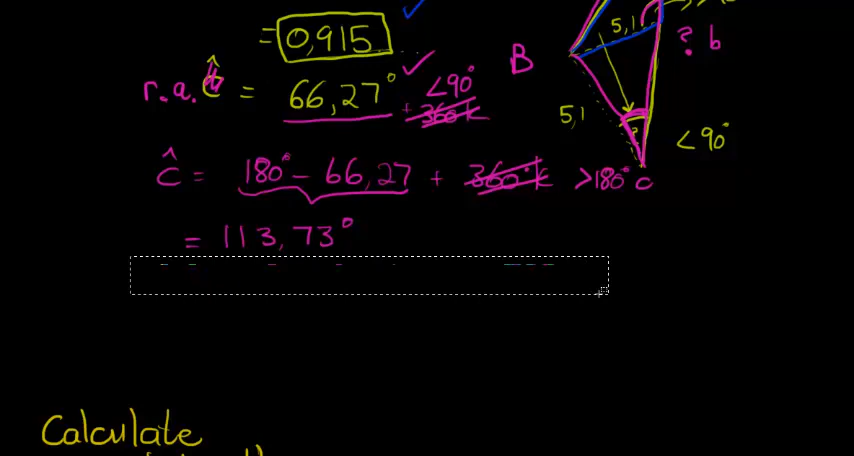 = 0,915
5,1
? b
B
r.a. Ĉ = 66,27° <90°
+ 360°k
5,1
<90°
Ĉ = 180° - 66,27 + 360°k >180° C
= 113,73°
Calculate